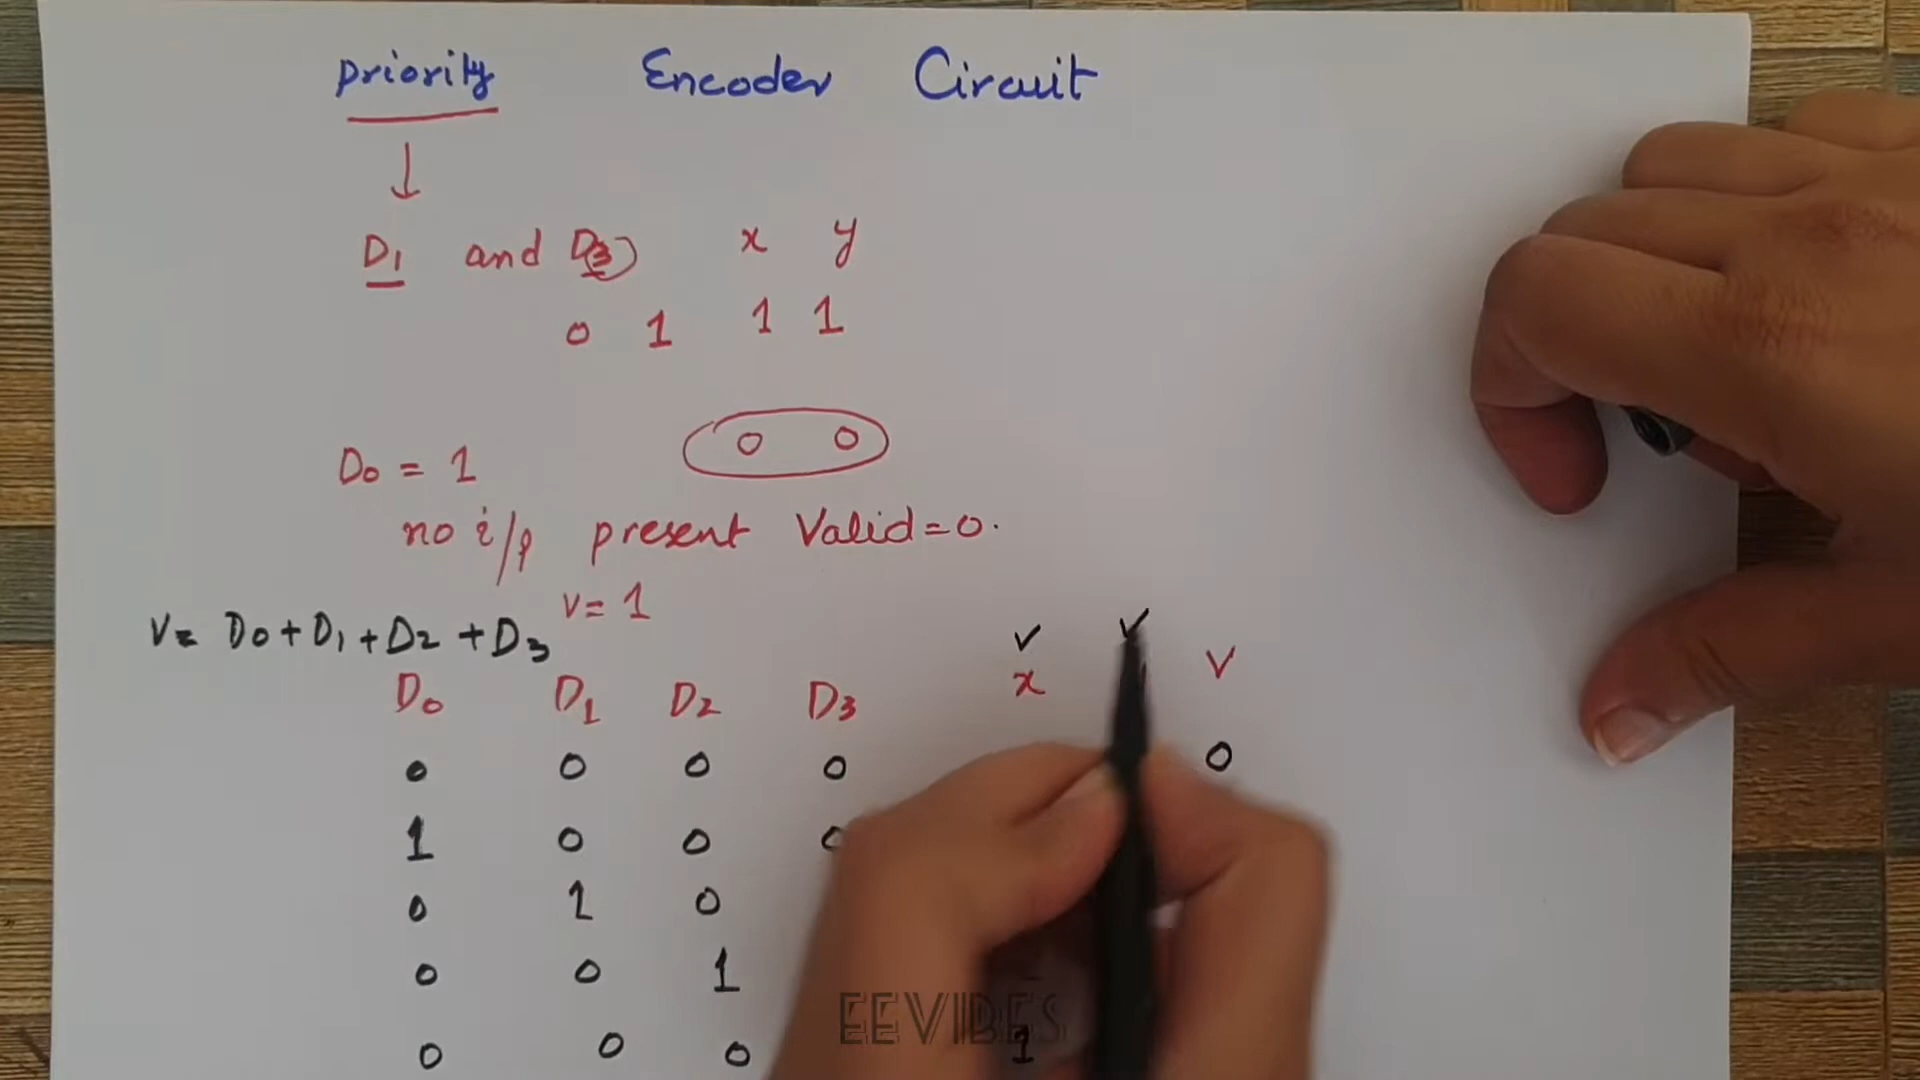 priority Encoder Circuit
↓
D1 and D3 x y
0 1 1 1
0 0
D0 = 1
no i/p present Valid=0.
v= 1
V= D0+D1+D2+D3
✓ ✓
D0 D1 D2 D3 x V
0 0 0 0 0
1 0 0 0
0 1 0
0 0 1
0 0 0 1
EEVIBES